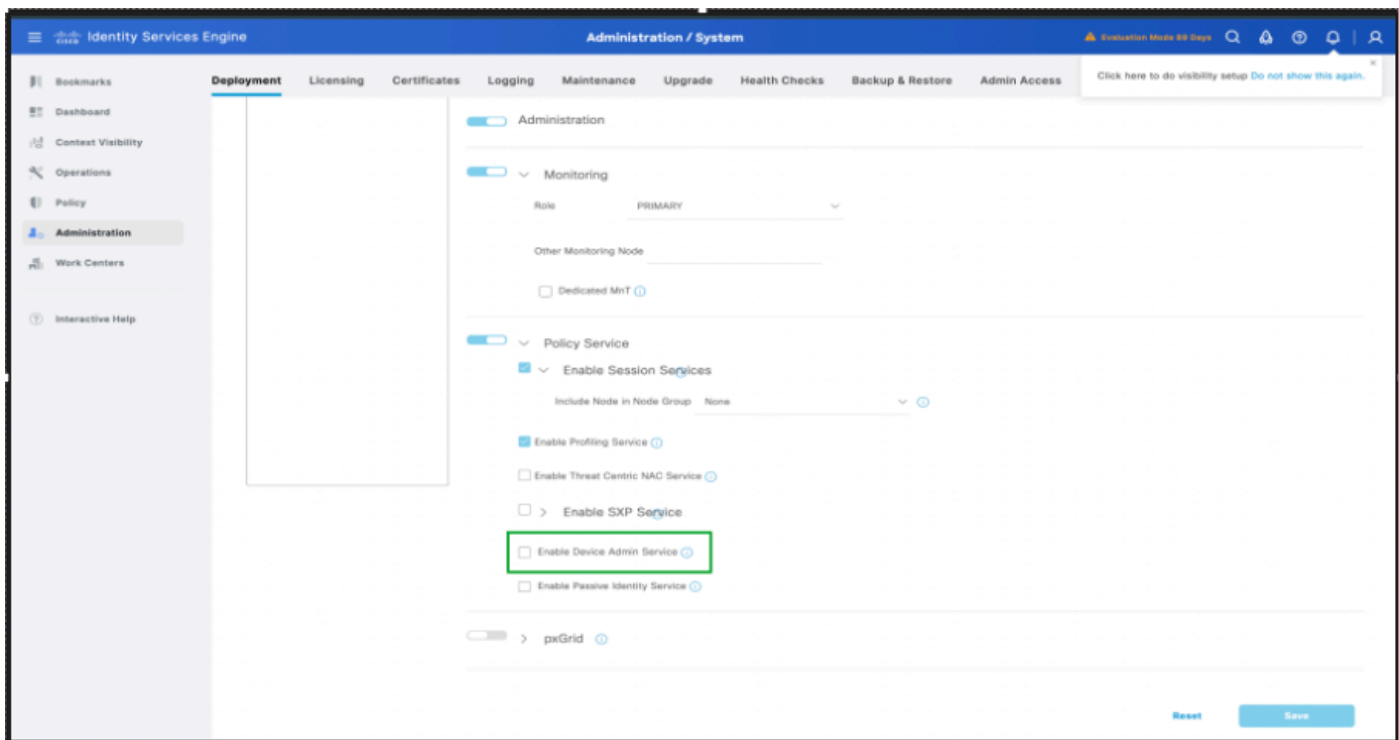 cisco Identity Services Engine
Administration / System
Evaluation Mode 89 Days
Bookmarks
Dashboard
Context Visibility
Operations
Policy
Administration
Work Centers
Interactive Help
Deployment Licensing Certificates Logging Maintenance Upgrade Health Checks Backup & Restore Admin Access
Click here to do visibility setup Do not show this again.
Administration
Monitoring
Role PRIMARY
Other Monitoring Node
Dedicated MnT
Policy Service
Enable Session Services
Include Node in Node Group None
Enable Profiling Service
Enable Threat Centric NAC Service
Enable SXP Service
Enable Device Admin Service
Enable Passive Identity Service
pxGrid
Reset Save